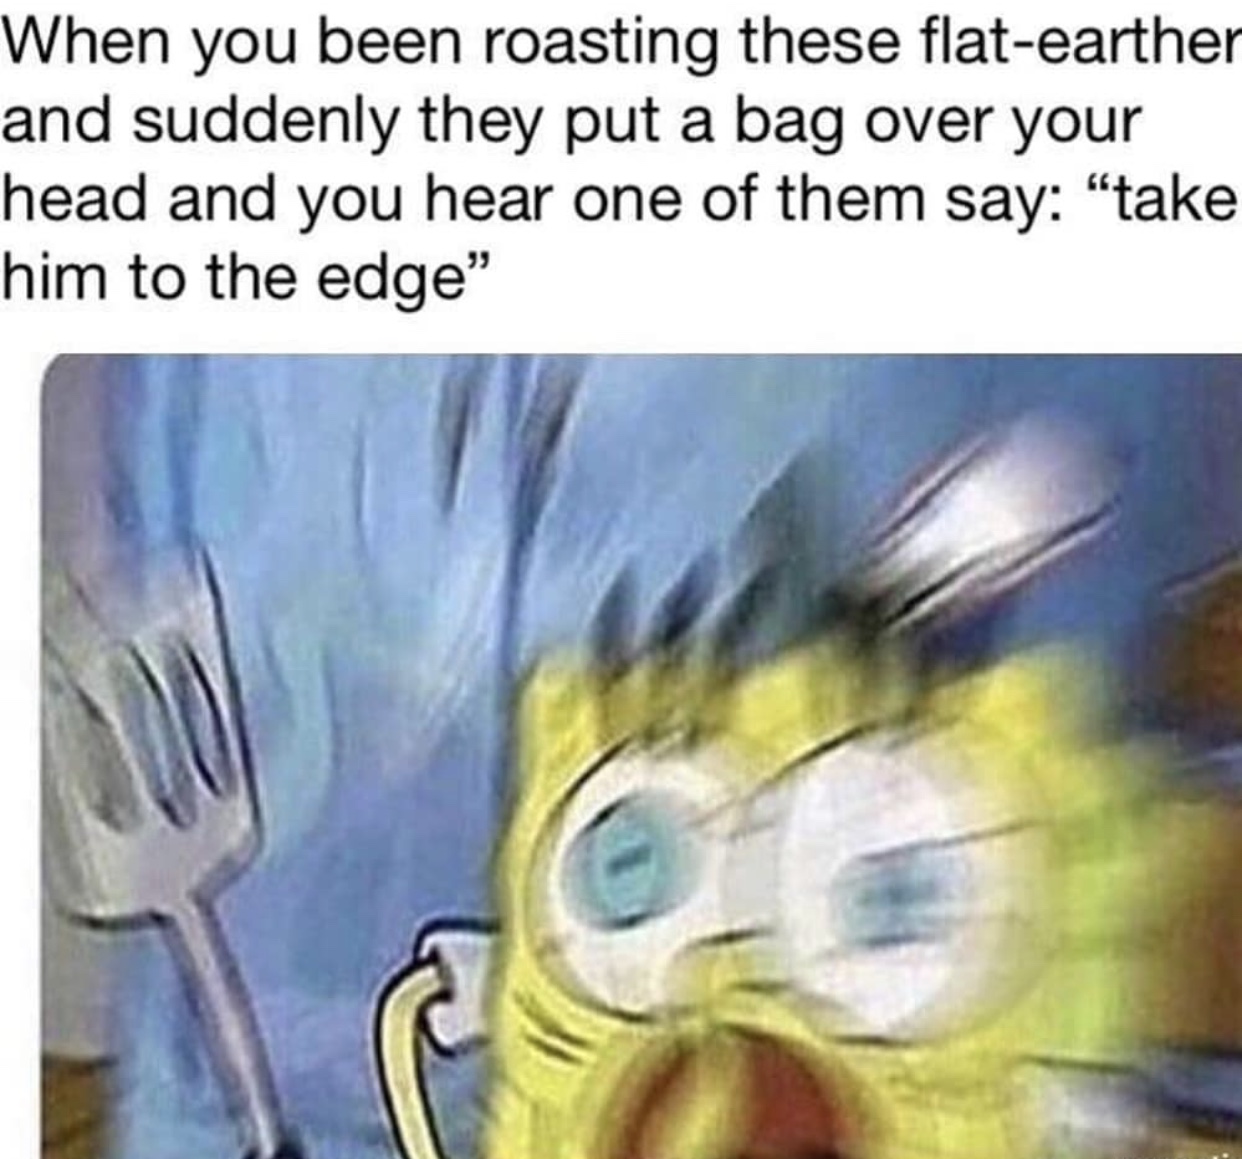 When you been roasting these flat-earther
and suddenly they put a bag over your
head and you hear one of them say: “take
him to the edge”